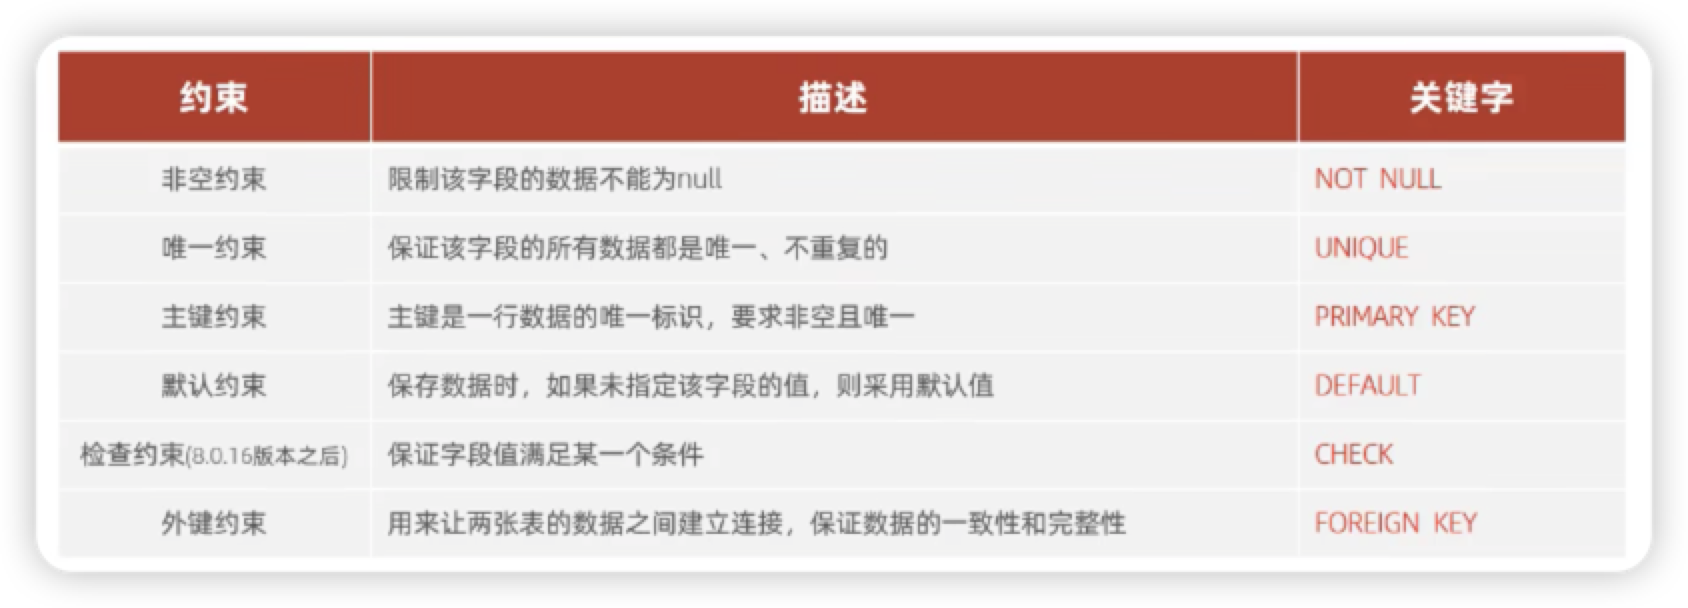 约束 描述 关键字
非空约束 限制该字段的数据不能为null NOT NULL
唯一约束 保证该字段的所有数据都是唯一、不重复的 UNIQUE
主键约束 主键是一行数据的唯一标识，要求非空且唯一 PRIMARY KEY
默认约束 保存数据时，如果未指定该字段的值，则采用默认值 DEFAULT
检查约束(8.0.16版本之后) 保证字段值满足某一个条件 CHECK
外键约束 用来让两张表的数据之间建立连接，保证数据的一致性和完整性 FOREIGN KEY